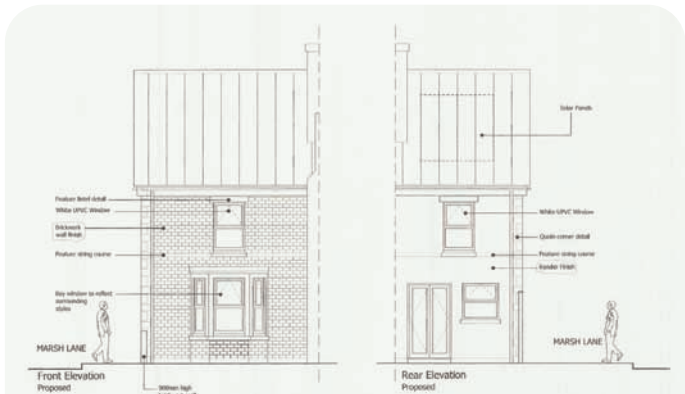 Solar Panels
Feature lintel detail
White UPVC Window
Brickwork
wall finish
Feature string course
Bay window to reflect
surrounding
styles
MARSH LANE
Front Elevation
Proposed
900mm high
White UPVC Window
Quoin corner detail
Feature string course
Render Finish
MARSH LANE
Rear Elevation
Proposed